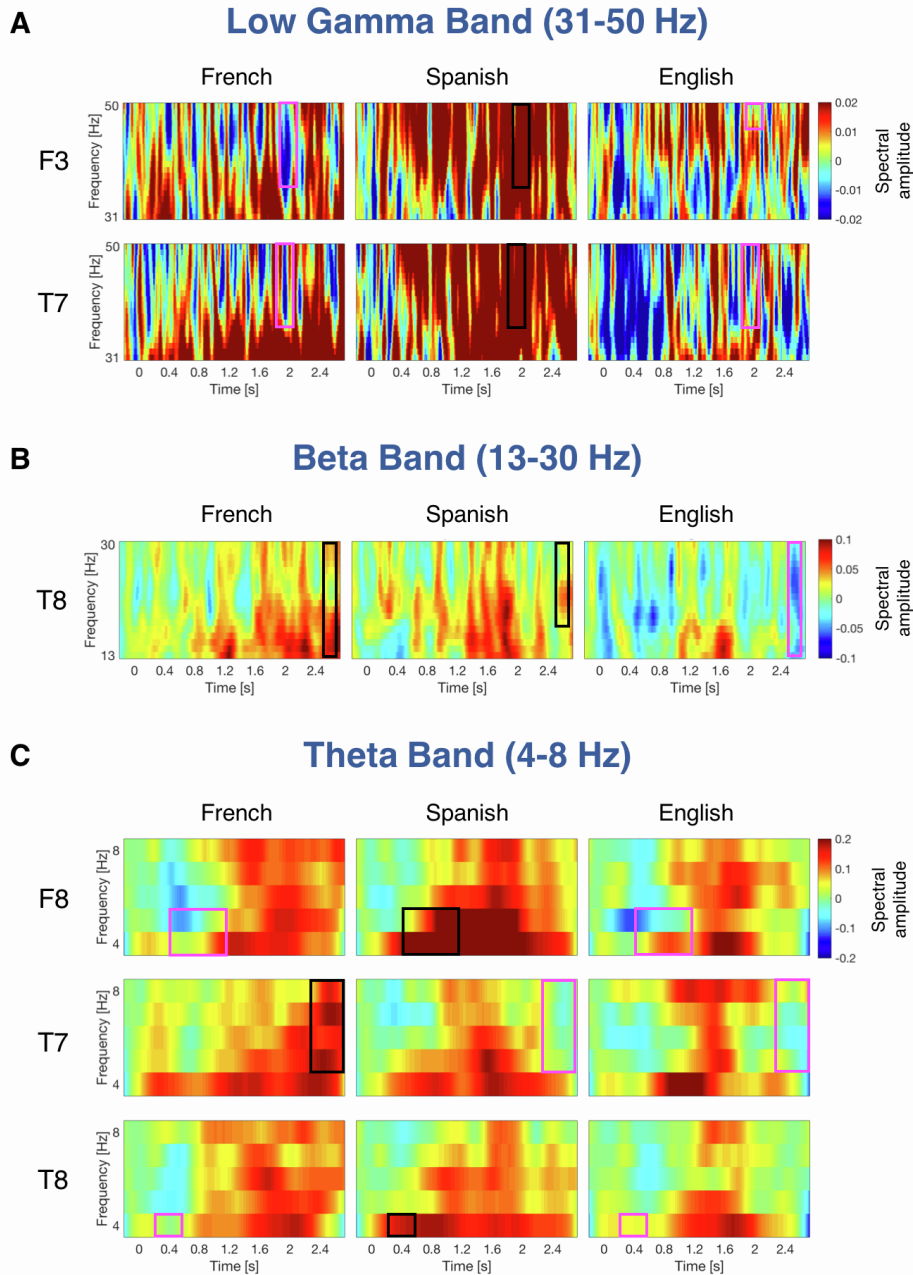 A
Low Gamma Band (31-50 Hz)
French Spanish English
F3
Frequency [Hz]
50
31
0.02
0.01
0
-0.01
-0.02
Spectral
amplitude
T7
Frequency [Hz]
50
31
0 0.4 0.8 1.2 1.6 2 2.4
0 0.4 0.8 1.2 1.6 2 2.4
0 0.4 0.8 1.2 1.6 2 2.4
Time [s] Time [s] Time [s]
B
Beta Band (13-30 Hz)
French Spanish English
T8
Frequency [Hz]
30
13
0.1
0.05
0
-0.05
-0.1
Spectral
amplitude
0 0.4 0.8 1.2 1.6 2 2.4
0 0.4 0.8 1.2 1.6 2 2.4
0 0.4 0.8 1.2 1.6 2 2.4
Time [s] Time [s] Time [s]
C
Theta Band (4-8 Hz)
French Spanish English
F8
Frequency [Hz]
8
4
0.2
0.1
0
-0.1
-0.2
Spectral
amplitude
T7
Frequency [Hz]
8
4
T8
Frequency [Hz]
8
4
0 0.4 0.8 1.2 1.6 2 2.4
0 0.4 0.8 1.2 1.6 2 2.4
0 0.4 0.8 1.2 1.6 2 2.4
Time [s] Time [s] Time [s]